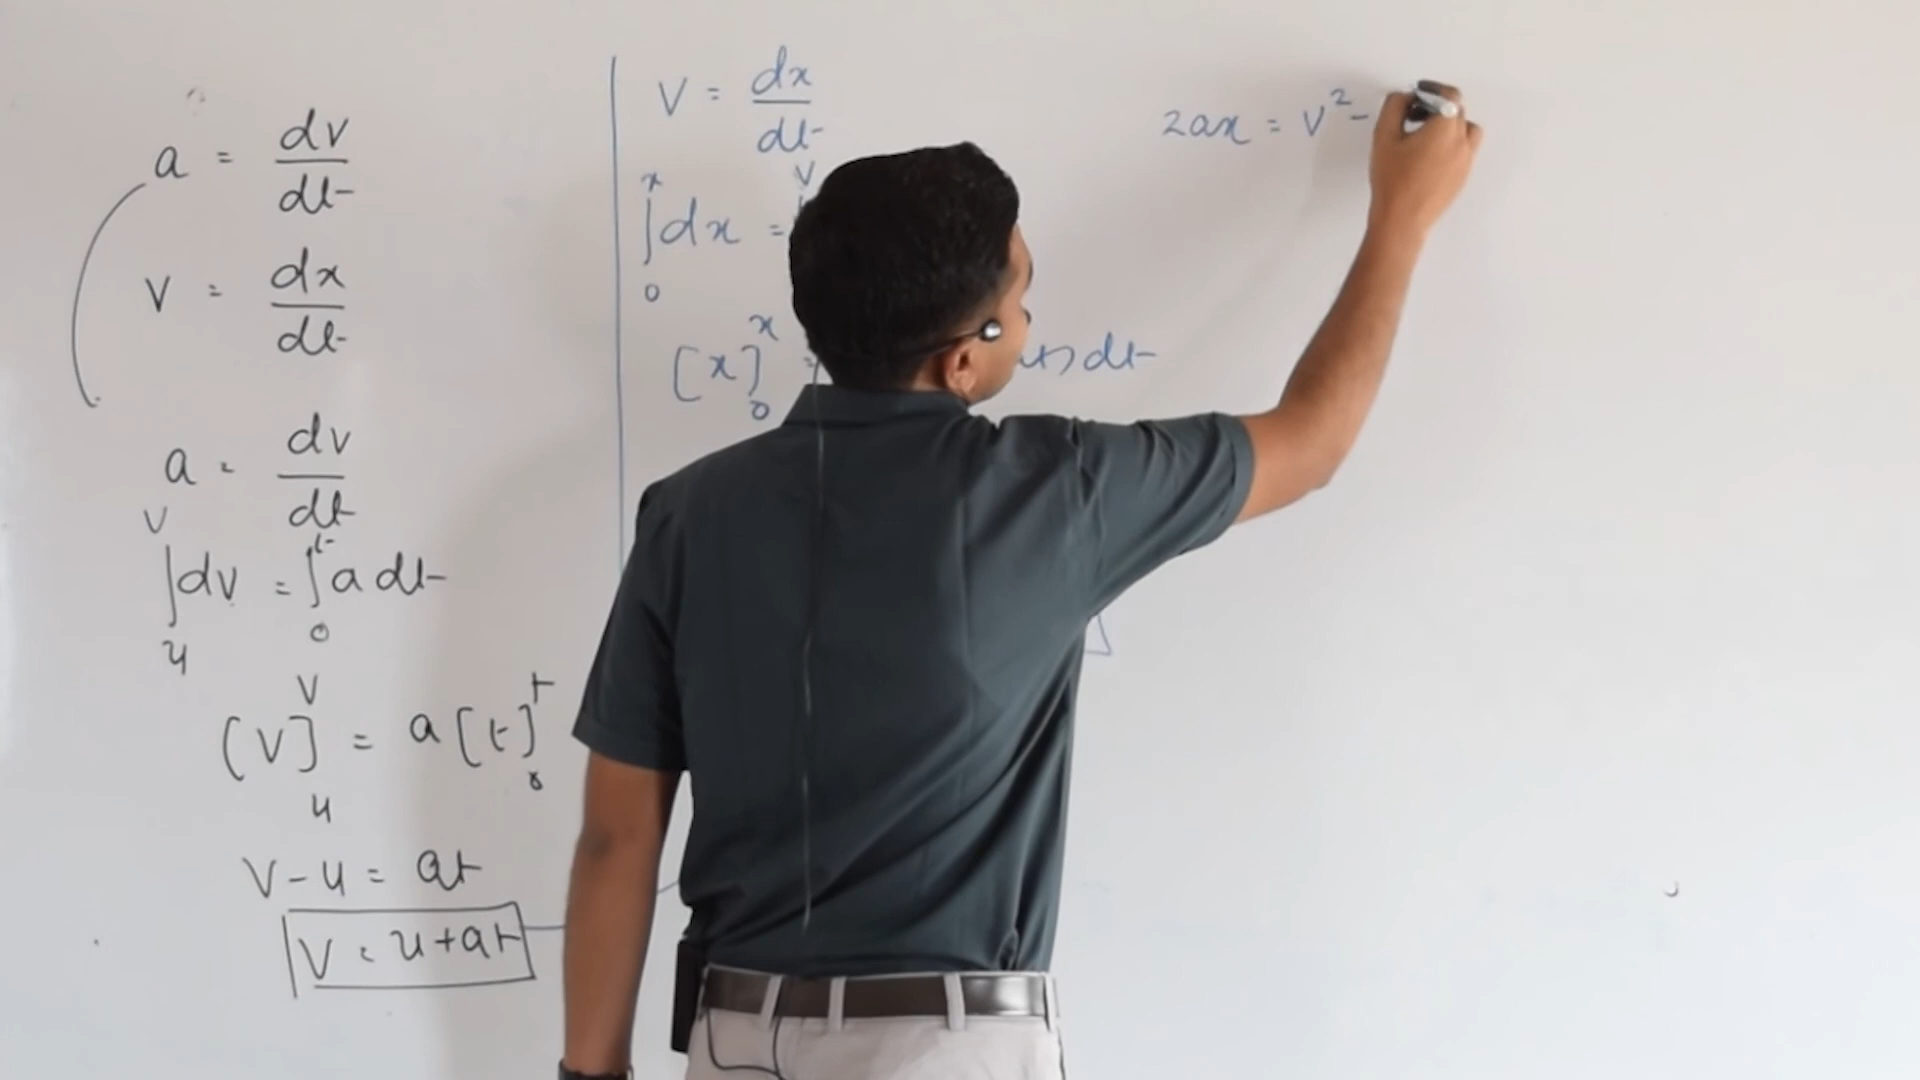 a = dv/dt
v = dx/dt
a = dv/dt
∫dv = ∫a dt
v u t 0
[v] = a[t]
v u t 0
v - u = at
v = u + at
v = dx/dt
∫dx =
x 0 v
[x] =
x 0
t) dt
2ax = v² -